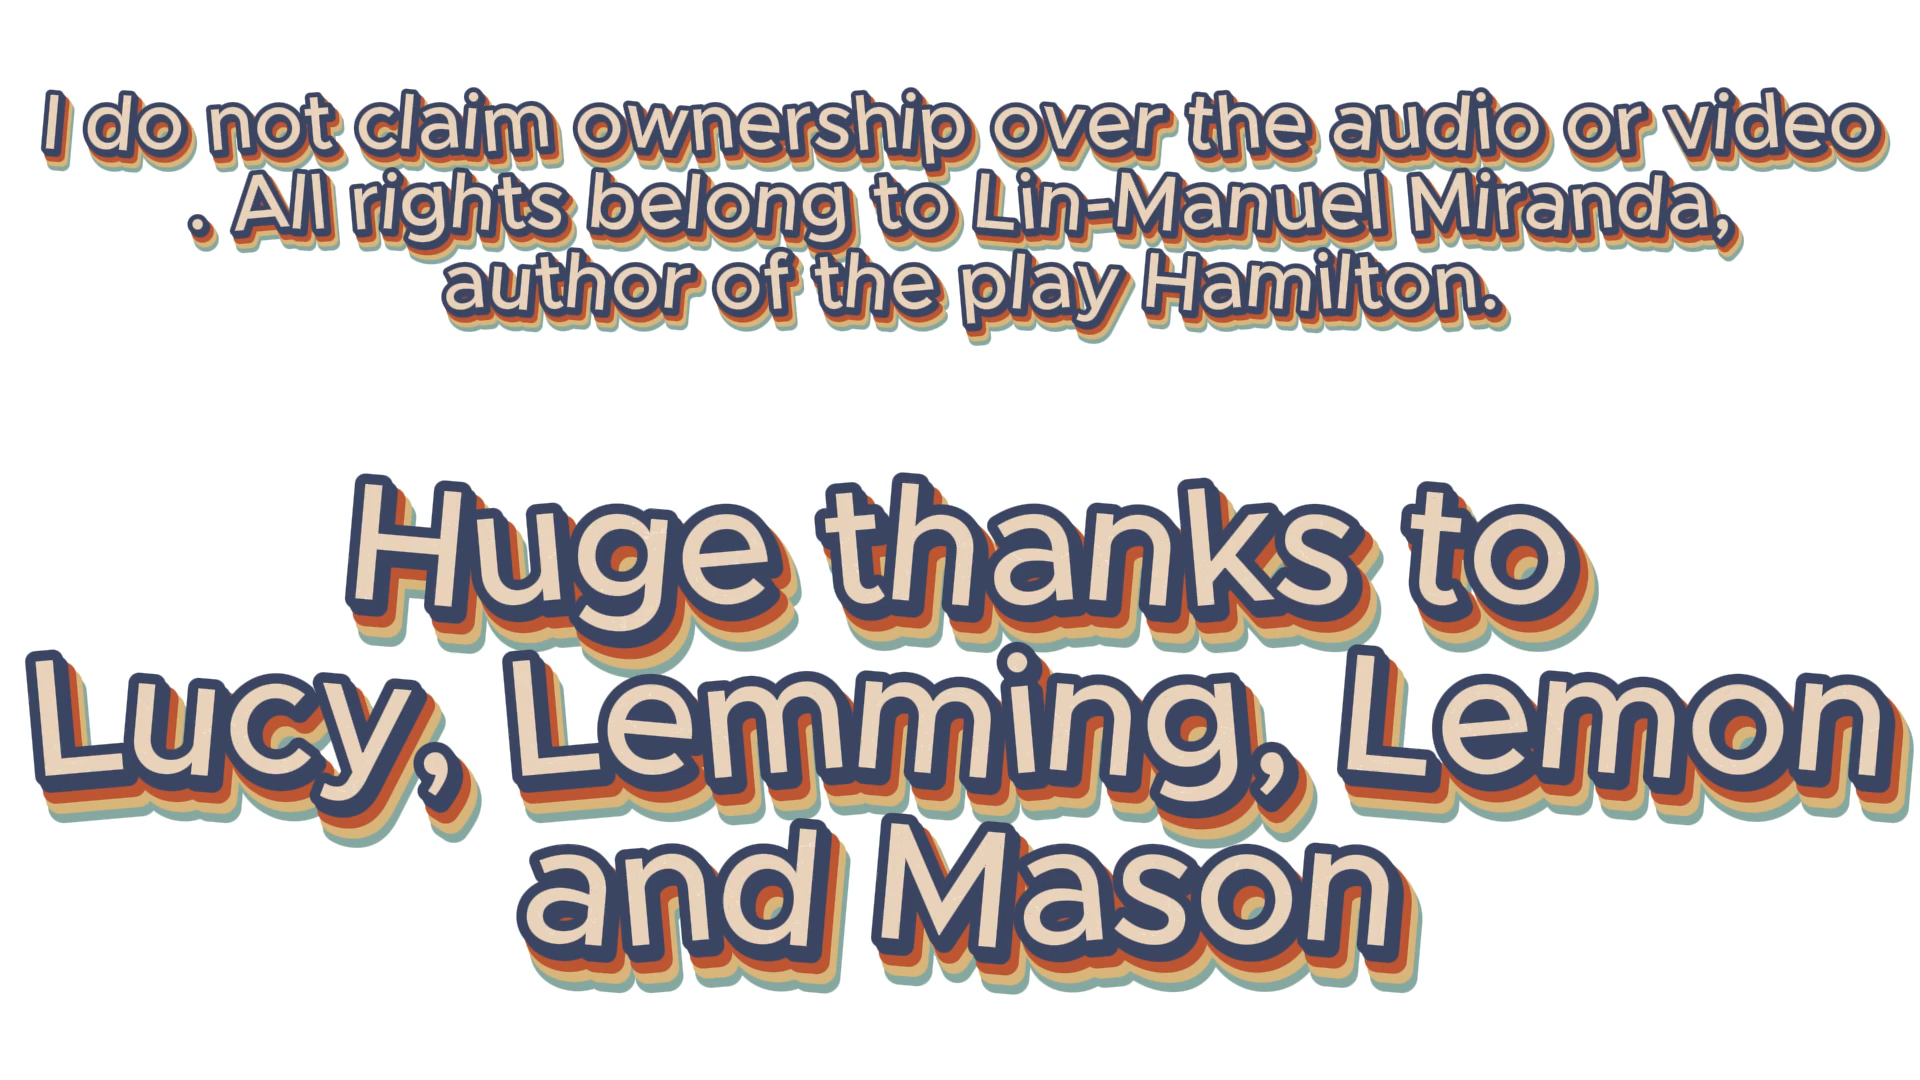 I do not claim ownership over the audio or video
. All rights belong to Lin-Manuel Miranda,
author of the play Hamilton.
Huge thanks to
Lucy, Lemming, Lemon
and Mason